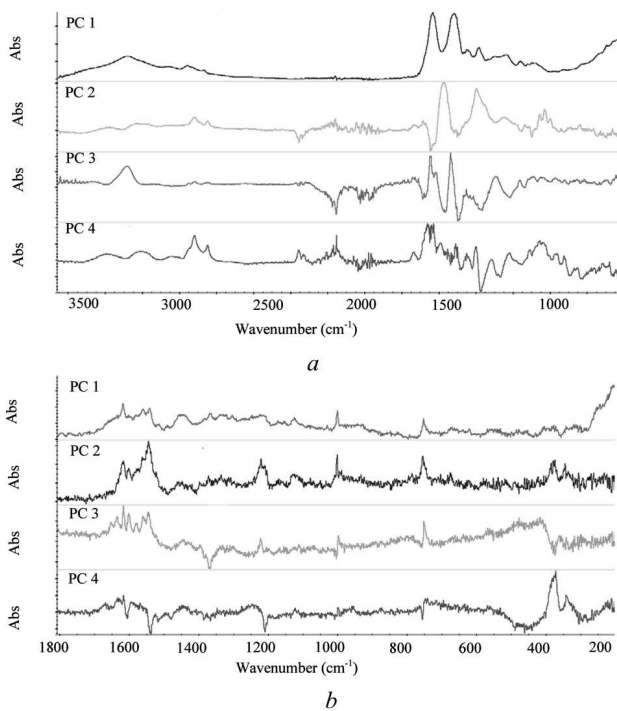 PC 1
Abs
PC 2
Abs
PC 3
Abs
PC 4
Abs
3500 3000 2500 2000 1500 1000
Wavenumber (cm⁻¹)
a
PC 1
Abs
PC 2
Abs
PC 3
Abs
PC 4
Abs
1800 1600 1400 1200 1000 800 600 400 200
Wavenumber (cm⁻¹)
b